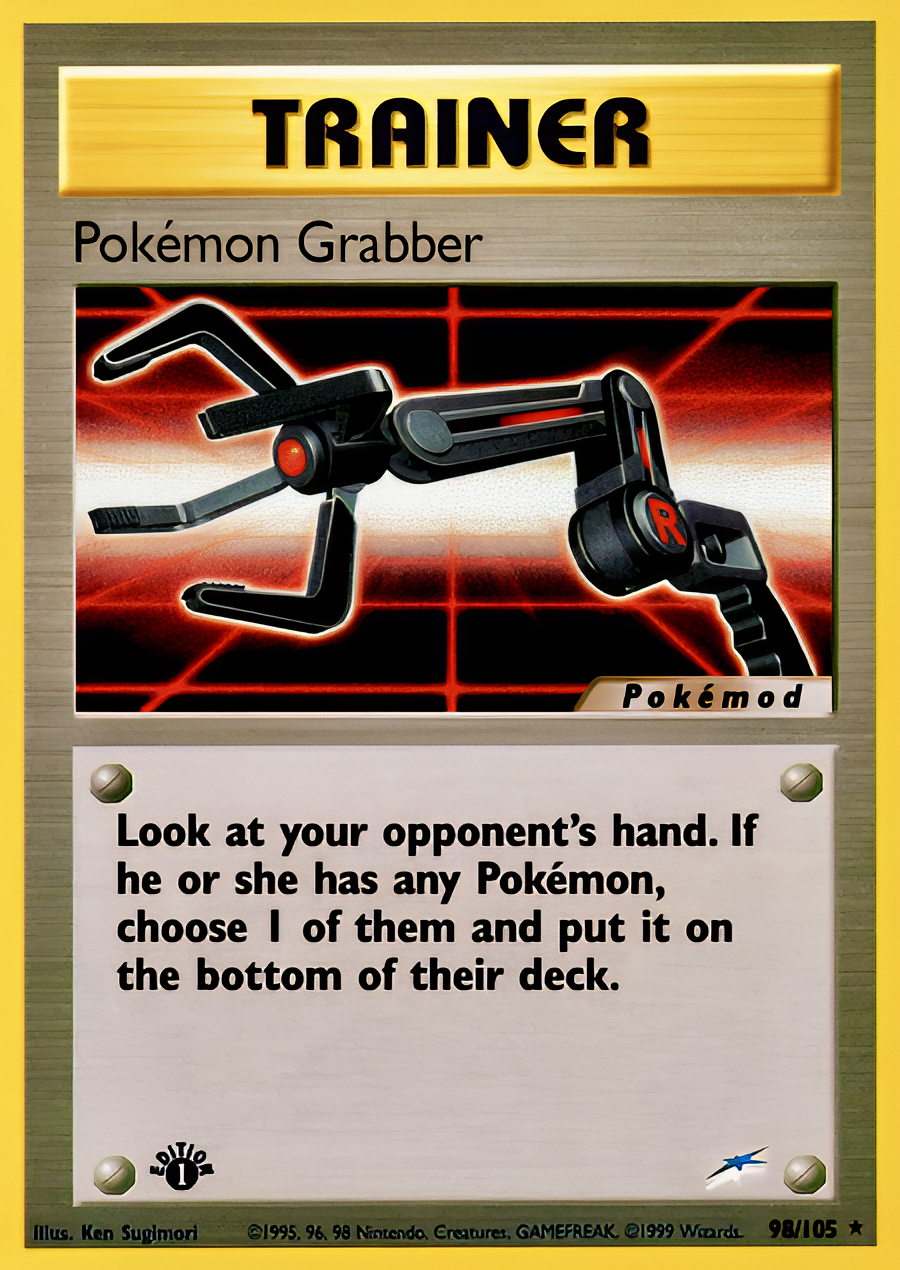 TRAINER
Pokémon Grabber
R
Pokémod
Look at your opponent's hand. If
he or she has any Pokémon,
choose 1 of them and put it on
the bottom of their deck.
EDITION
1
Illus. Ken Sugimori ©1995, 96, 98 Nintendo, Creatures, GAMEFREAK. ©1999 Wizards. 98/105 ★